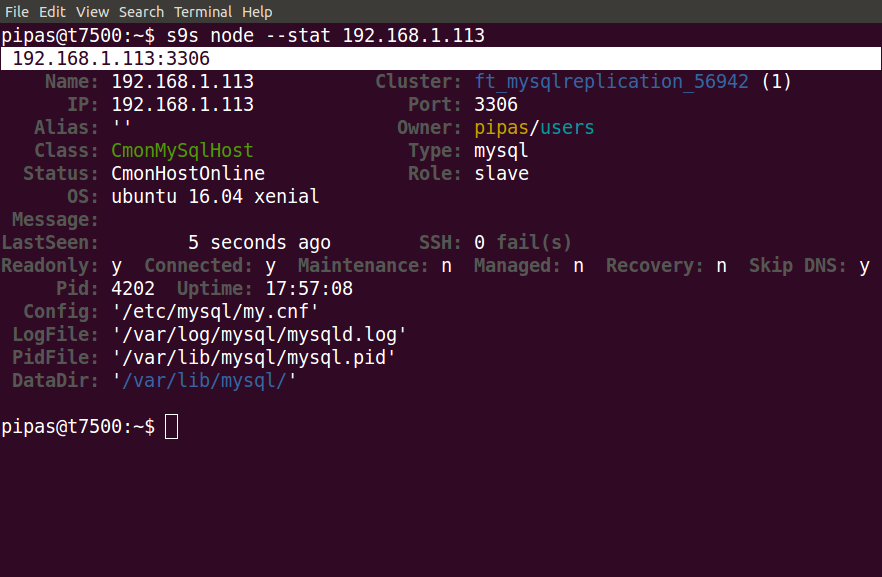 File Edit View Search Terminal Help
pipas@t7500:~$ s9s node --stat 192.168.1.113
192.168.1.113:3306
Name: 192.168.1.113 Cluster: ft_mysqlreplication_56942 (1)
IP: 192.168.1.113 Port: 3306
Alias: '' Owner: pipas/users
Class: CmonMySqlHost Type: mysql
Status: CmonHostOnline Role: slave
OS: ubuntu 16.04 xenial
Message:
LastSeen: 5 seconds ago SSH: 0 fail(s)
Readonly: y Connected: y Maintenance: n Managed: n Recovery: n Skip DNS: y
Pid: 4202 Uptime: 17:57:08
Config: '/etc/mysql/my.cnf'
LogFile: '/var/log/mysql/mysqld.log'
PidFile: '/var/lib/mysql/mysql.pid'
DataDir: '/var/lib/mysql/'
pipas@t7500:~$